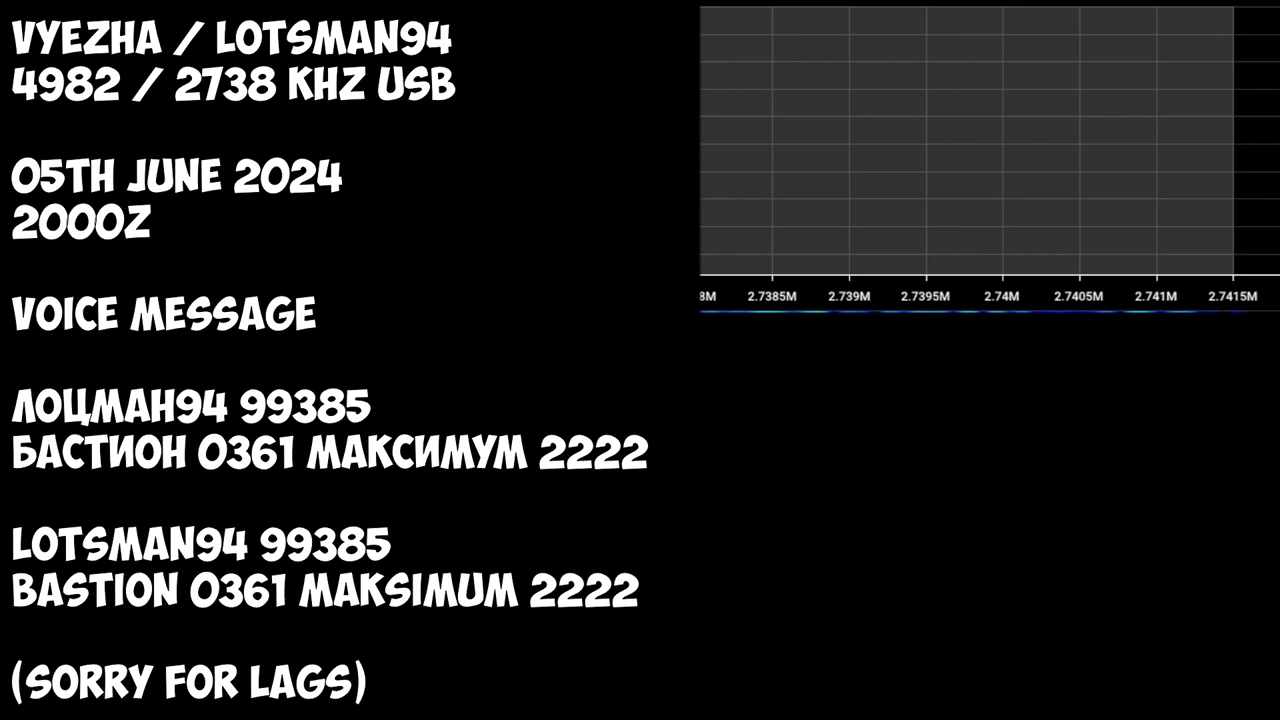 VYEZHA / LOTSMAN94
4982 / 2738 KHZ USB
05TH JUNE 2024
2000Z
VOICE MESSAGE
ЛОЦМАН94 99385
БАСТИОН 0361 МАКСИМУМ 2222
LOTSMAN94 99385
BASTION 0361 MAKSIMUM 2222
(SORRY FOR LAGS)
8M 2.7385M 2.739M 2.7395M 2.74M 2.7405M 2.741M 2.7415M